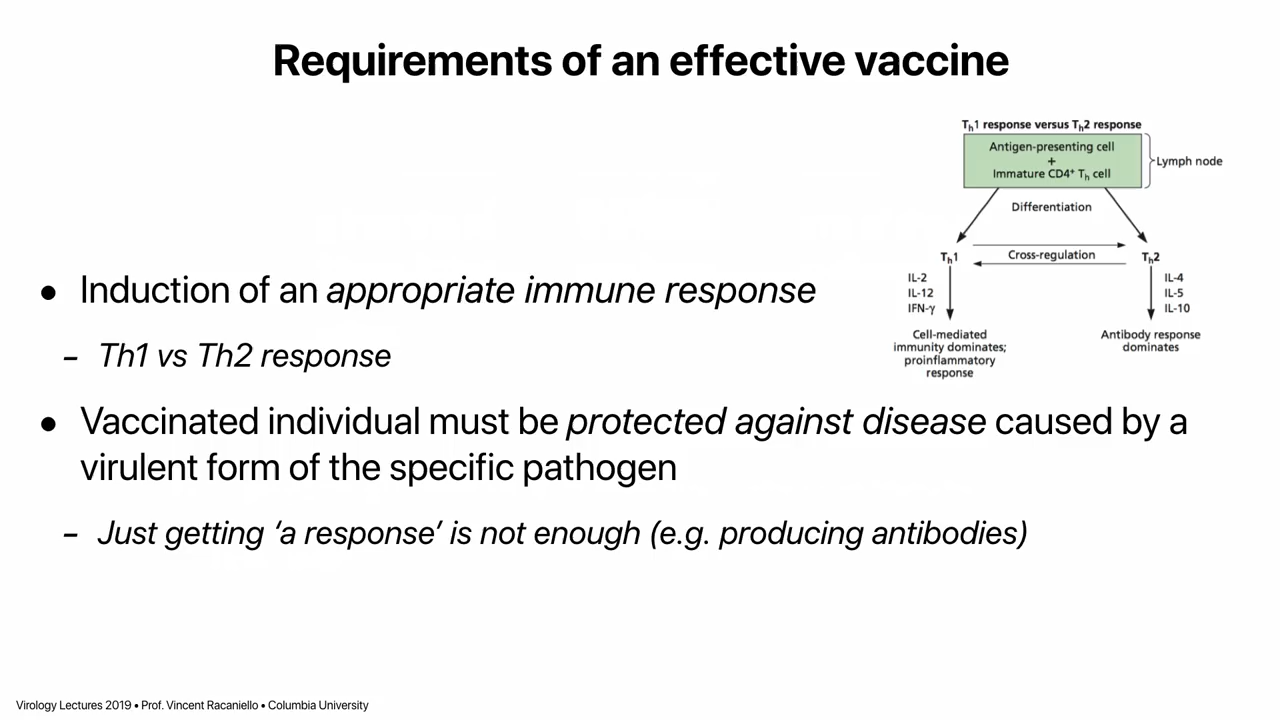 Requirements of an effective vaccine
Th1 response versus Th2 response
Antigen-presenting cell
+
Immature CD4+ Th cell
Lymph node
Differentiation
Th1
Cross-regulation
Th2
IL-2
IL-12
IFN-γ
IL-4
IL-5
IL-10
Cell-mediated
immunity dominates;
proinflammatory
response
Antibody response
dominates
• Induction of an appropriate immune response
– Th1 vs Th2 response
• Vaccinated individual must be protected against disease caused by a
virulent form of the specific pathogen
– Just getting ‘a response’ is not enough (e.g. producing antibodies)
Virology Lectures 2019 • Prof. Vincent Racaniello • Columbia University